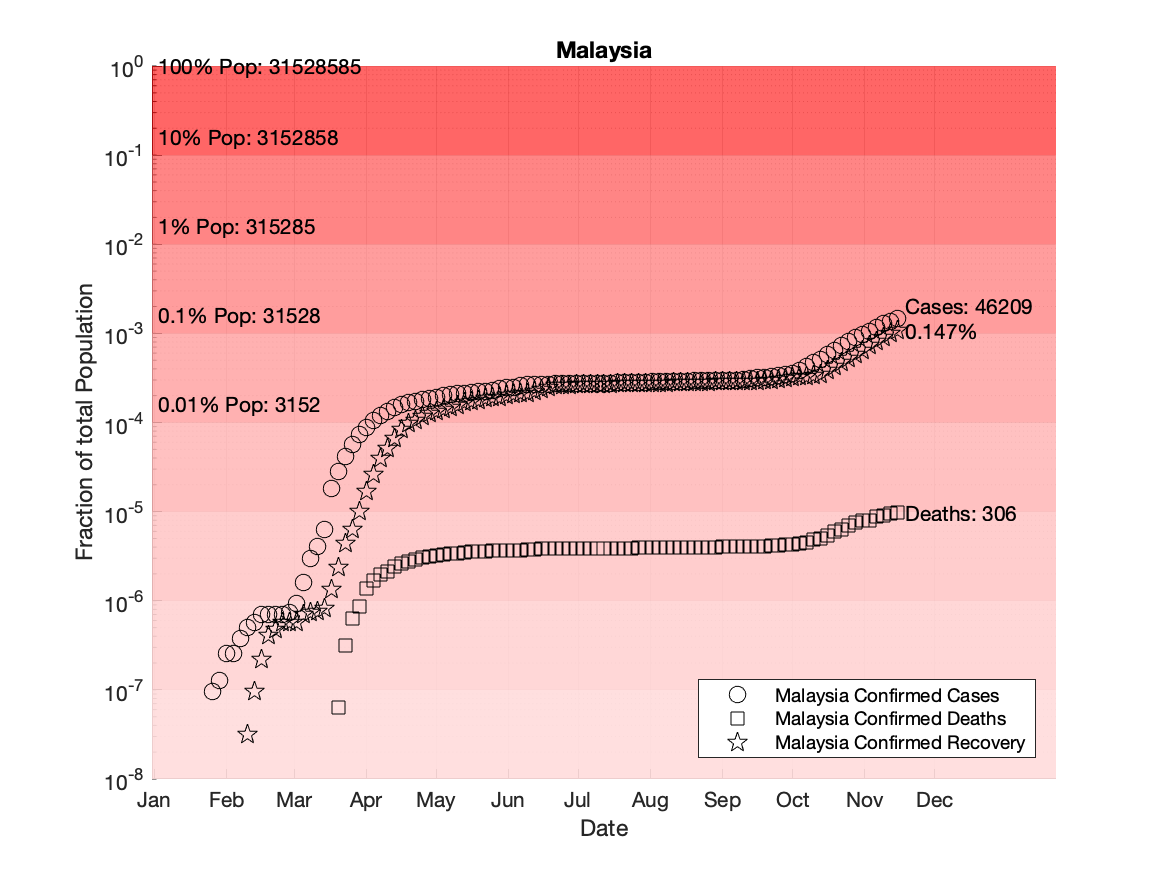 Malaysia
10^0
100% Pop: 31528585
10% Pop: 3152858
10^-1
1% Pop: 315285
10^-2
Cases: 46209
0.1% Pop: 31528
0.147%
10^-3
0.01% Pop: 3152
10^-4
Fraction of total Population
10^-5
Deaths: 306
10^-6
10^-7
Malaysia Confirmed Cases
Malaysia Confirmed Deaths
Malaysia Confirmed Recovery
10^-8
Jan Feb Mar Apr May Jun Jul Aug Sep Oct Nov Dec
Date